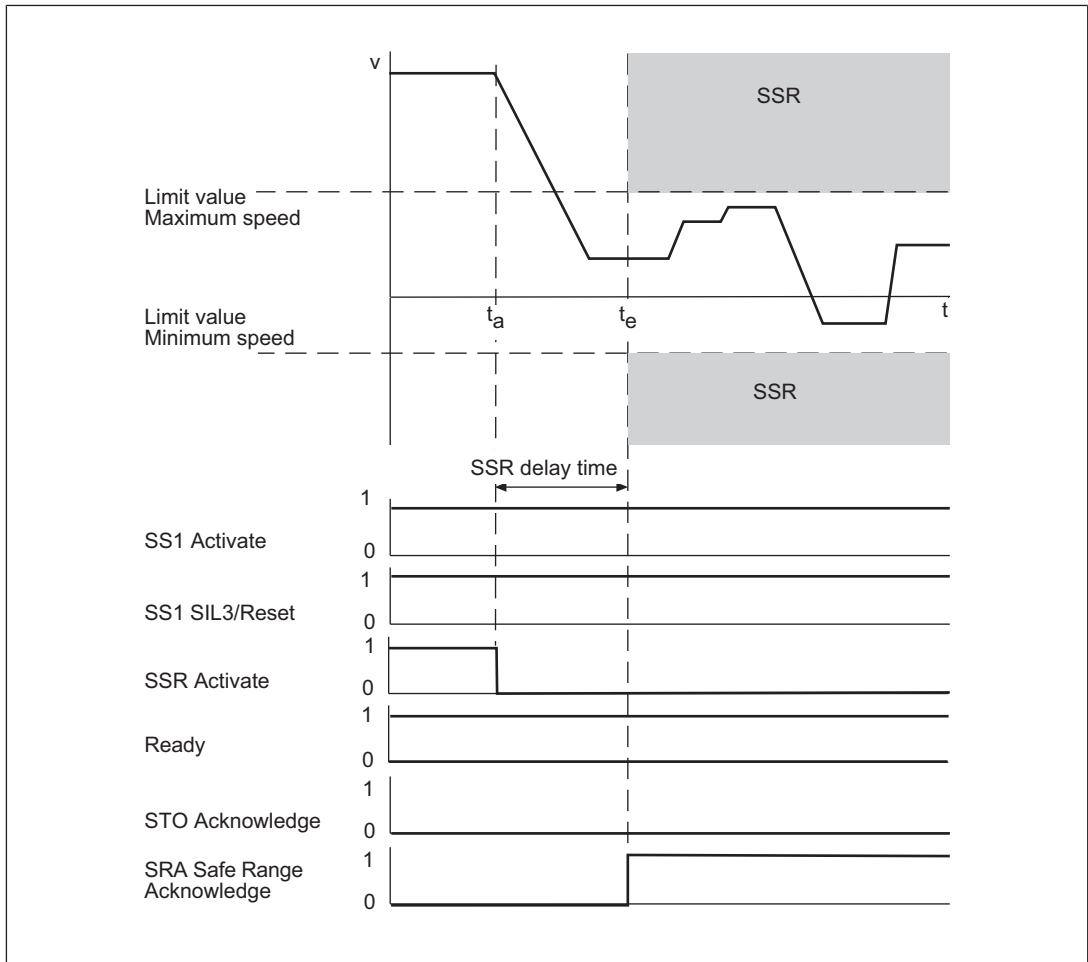 v
SSR
Limit value
Maximum speed
Limit value
Minimum speed
ta
te
t
SSR
SSR delay time
1
SS1 Activate
0
1
SS1 SIL3/Reset
0
1
SSR Activate
0
1
Ready
0
1
STO Acknowledge
0
SRA Safe Range
Acknowledge
1
0